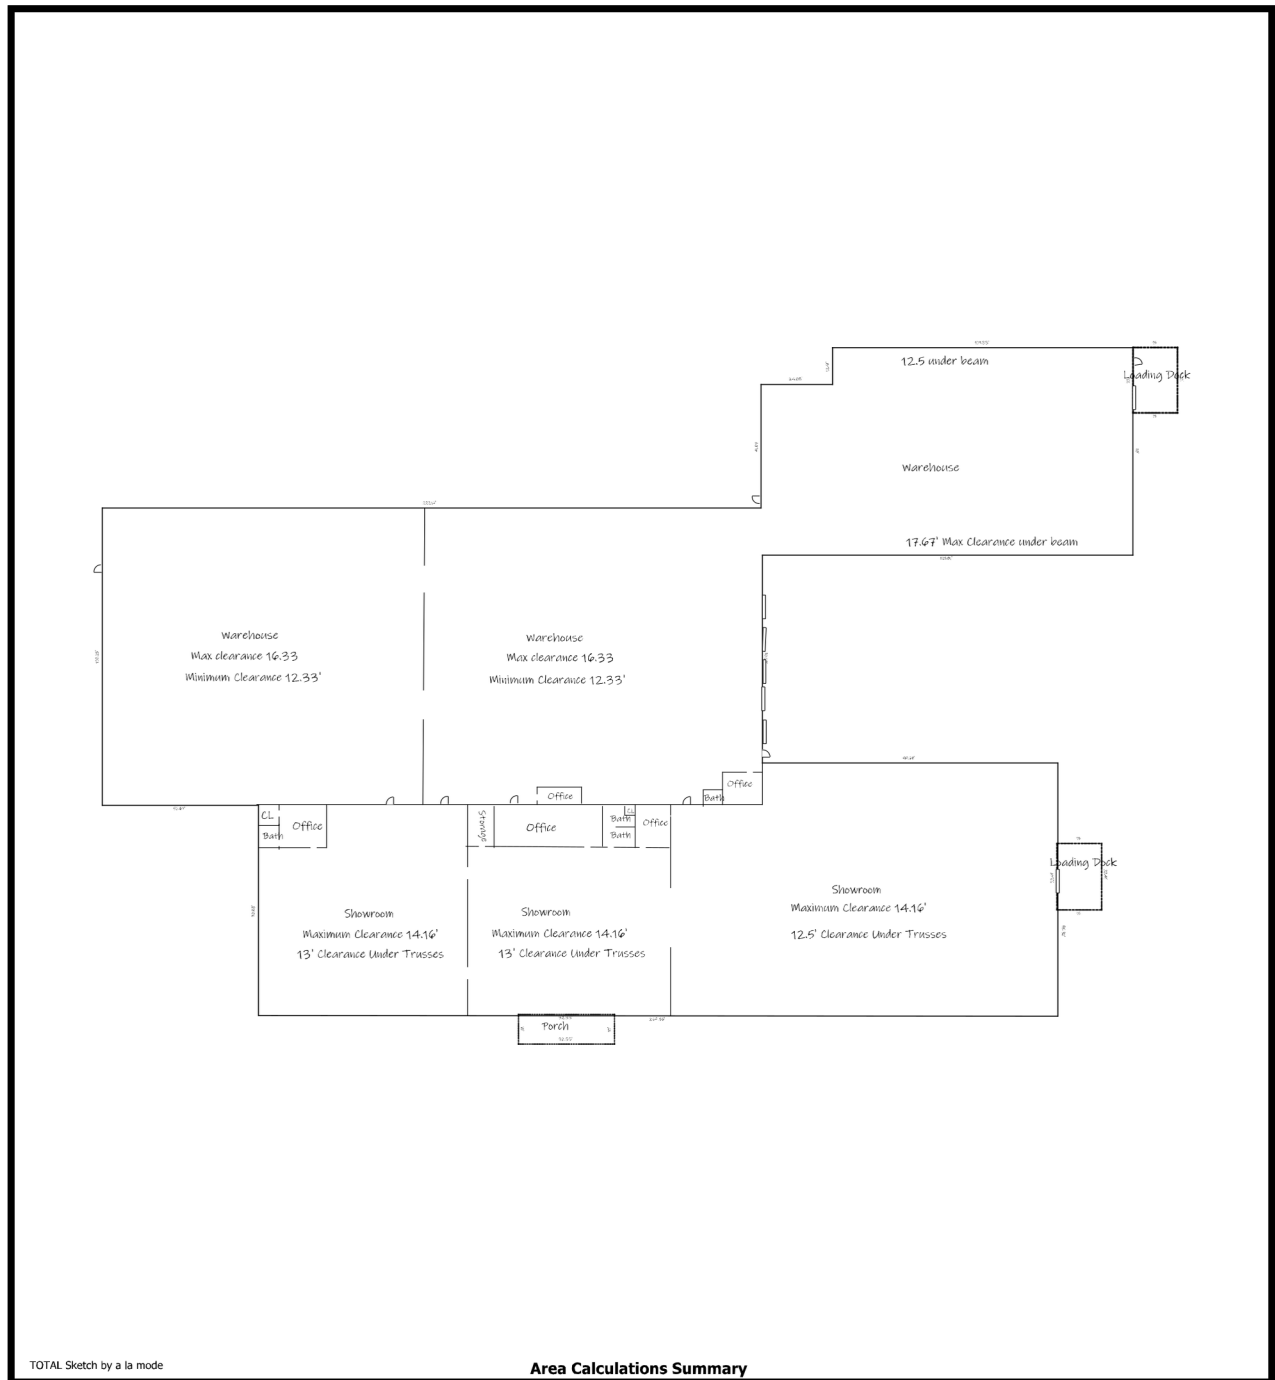 12.5 under beam
Loading Dock
Warehouse
17.67' Max Clearance under beam
Warehouse
Max clearance 16.33
Minimum Clearance 12.33'
Warehouse
Max clearance 16.33
Minimum Clearance 12.33'
Office
Bath
Office
CL
Bath
Office
Storage
Office
Bath
CL
Bath
Office
Loading Dock
Showroom
Maximum Clearance 14.16'
13' Clearance Under Trusses
Showroom
Maximum Clearance 14.16'
13' Clearance Under Trusses
Showroom
Maximum Clearance 14.16'
12.5' Clearance Under Trusses
Porch
TOTAL Sketch by a la mode
Area Calculations Summary